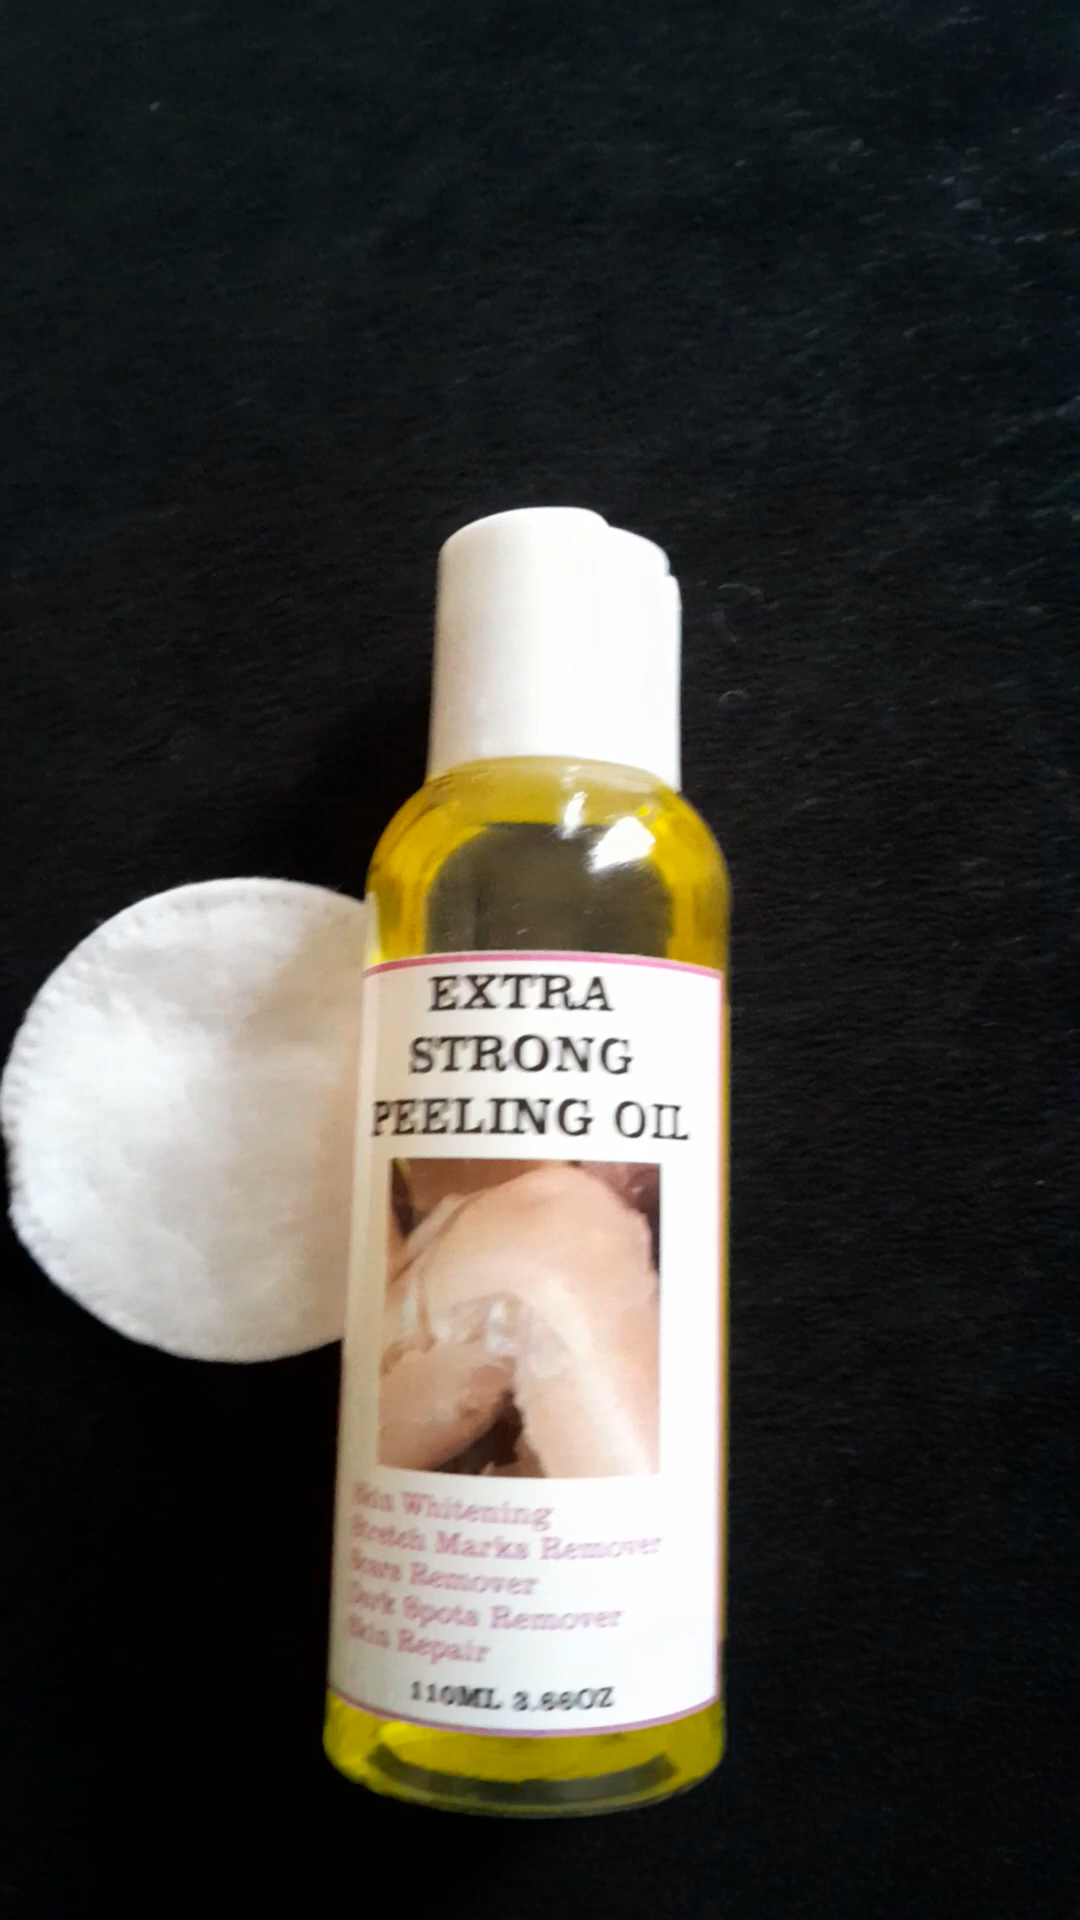 EXTRA
STRONG
PEELING OIL
Skin Whitening
Stretch Marks Remover
Scars Remover
Dark Spots Remover
Skin Repair
110ML 3.66OZ